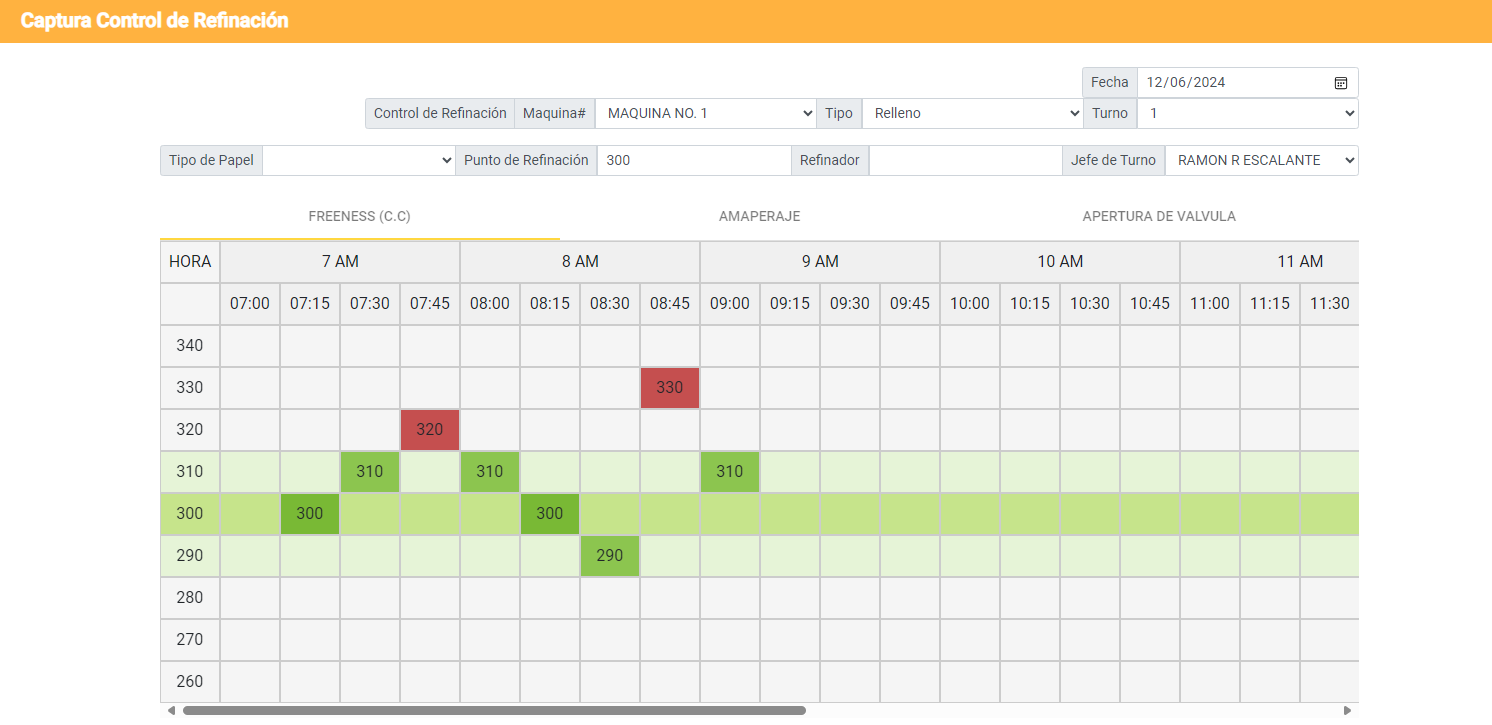 Captura Control de Refinación
Fecha 12/06/2024
Control de Refinación Maquina# MAQUINA NO. 1 Tipo Relleno Turno 1
Tipo de Papel Punto de Refinación 300 Refinador Jefe de Turno RAMON R ESCALANTE
FREENESS (C.C) AMAPERAJE APERTURA DE VALVULA
HORA 7 AM 8 AM 9 AM 10 AM 11 AM
07:00 07:15 07:30 07:45 08:00 08:15 08:30 08:45 09:00 09:15 09:30 09:45 10:00 10:15 10:30 10:45 11:00 11:15 11:30
340
330 330
320 320
310 310 310 310
300 300 300
290 290
280
270
260